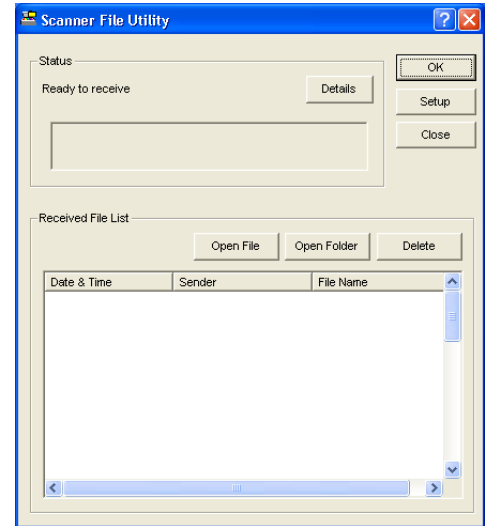 Scanner File Utility
Status
OK
Ready to receive
Details
Setup
Close
Received File List
Open File
Open Folder
Delete
Date & Time
Sender
File Name